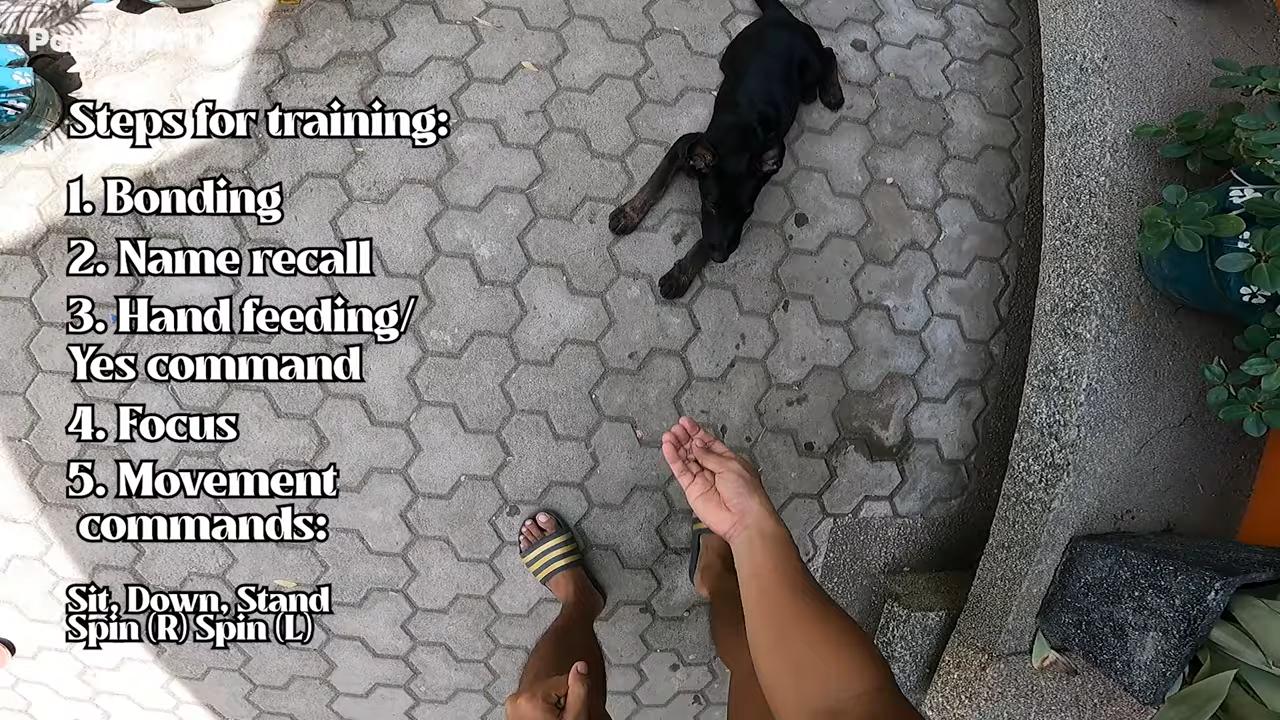 Steps for training:
1. Bonding
2. Name recall
3. Hand feeding/
Yes command
4. Focus
5. Movement
commands:
Sit, Down, Stand
Spin (R) Spin (L)